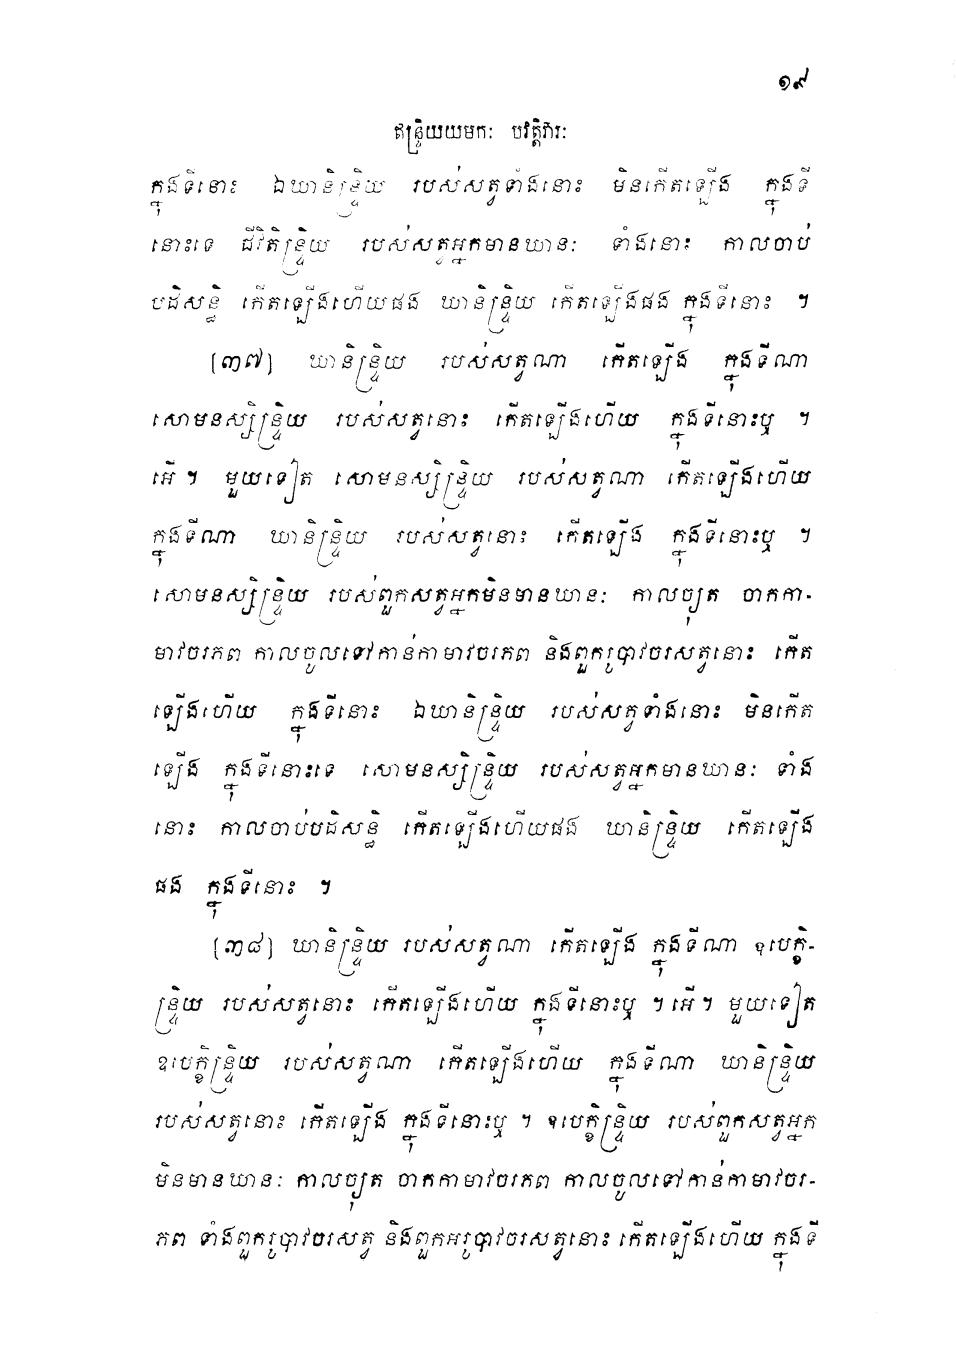 ១៩
ឥន្ទ្រិយយមកៈ បវត្តិវារៈ
ក្នុងទីនោះ ឯឃានិន្ទ្រិយ របស់សត្វទាំងនោះ មិនកើតឡើង ក្នុងទី
នោះទេ ជីវិតិន្ទ្រិយ របស់សត្វអ្នកមានឃានៈ ទាំងនោះ កាលចាប់
បដិសន្ធិ កើតឡើងហើយផង ឃានិន្ទ្រិយ កើតឡើងផង ក្នុងទីនោះ ។
[៣៧] ឃានិន្ទ្រិយ របស់សត្វណា កើតឡើង ក្នុងទីណា
សោមនស្សិន្ទ្រិយ របស់សត្វនោះ កើតឡើងហើយ ក្នុងទីនោះឬ ។
អើ ។ មួយទៀត សោមនស្សិន្ទ្រិយ របស់សត្វណា កើតឡើងហើយ
ក្នុងទីណា ឃានិន្ទ្រិយ របស់សត្វនោះ កើតឡើង ក្នុងទីនោះឬ ។
សោមនស្សិន្ទ្រិយ របស់ពួកសត្វអ្នកមិនមានឃានៈ កាលច្យុត ចាកកា-
មាវចរភព កាលចូលទៅកាន់កាមាវចរភព និងពួករូបាវចរសត្វនោះ កើត
ឡើងហើយ ក្នុងទីនោះ ឯឃានិន្ទ្រិយ របស់សត្វទាំងនោះ មិនកើត
ឡើង ក្នុងទីនោះទេ សោមនស្សិន្ទ្រិយ របស់សត្វអ្នកមានឃានៈ ទាំង
នោះ កាលចាប់បដិសន្ធិ កើតឡើងហើយផង ឃានិន្ទ្រិយ កើតឡើង
ផង ក្នុងទីនោះ ។
[៣៨] ឃានិន្ទ្រិយ របស់សត្វណា កើតឡើង ក្នុងទីណា ឧបេក្ខិ-
ន្ទ្រិយ របស់សត្វនោះ កើតឡើងហើយ ក្នុងទីនោះឬ ។ អើ ។ មួយទៀត
ឧបេក្ខិន្ទ្រិយ របស់សត្វណា កើតឡើងហើយ ក្នុងទីណា ឃានិន្ទ្រិយ
របស់សត្វនោះ កើតឡើង ក្នុងទីនោះឬ ។ ឧបេក្ខិន្ទ្រិយ របស់ពួកសត្វអ្នក
មិនមានឃានៈ កាលច្យុត ចាកកាមាវចរភព កាលចូលទៅកាន់កាមាវចរ-
ភព ទាំងពួករូបាវចរសត្វ និងពួកអរូបាវចរសត្វនោះ កើតឡើងហើយ ក្នុងទី